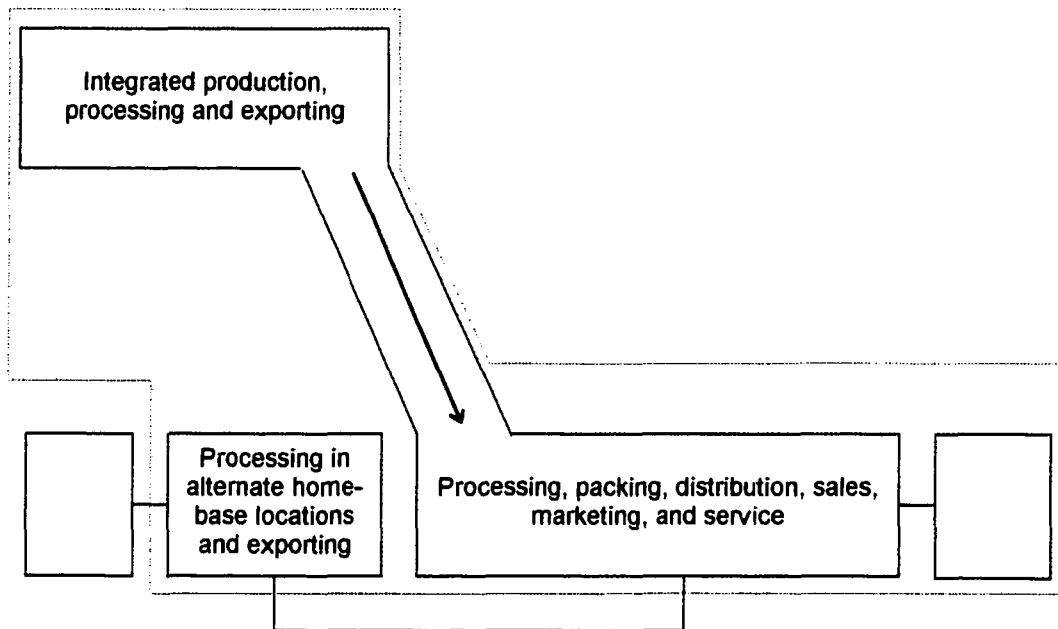 Integrated production,
processing and exporting
Processing in
alternate home-
base locations
and exporting
Processing, packing, distribution, sales,
marketing, and service